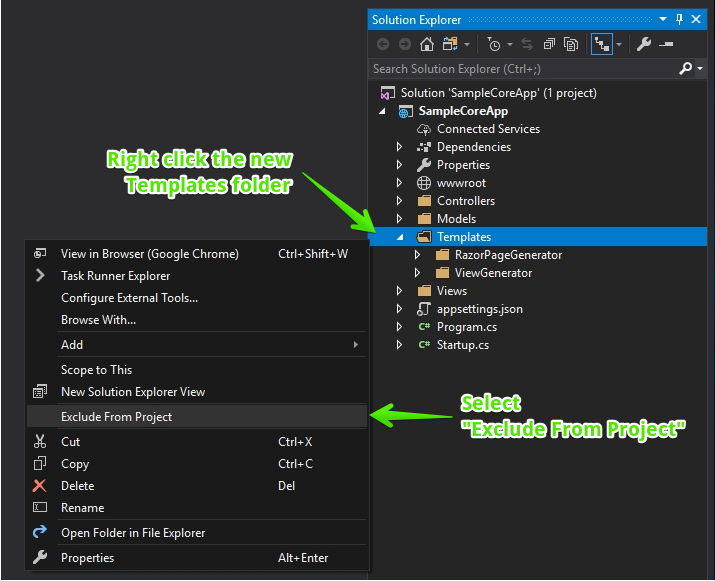 Solution Explorer
Search Solution Explorer (Ctrl+;)
Solution 'SampleCoreApp' (1 project)
SampleCoreApp
Connected Services
Dependencies
Properties
wwwroot
Controllers
Models
Templates
RazorPageGenerator
ViewGenerator
Views
appsettings.json
C# Program.cs
C# Startup.cs
Right click the new
Templates folder
View in Browser (Google Chrome) Ctrl+Shift+W
Task Runner Explorer
Configure External Tools...
Browse With...
Add
Scope to This
New Solution Explorer View
Exclude From Project
Cut Ctrl+X
Copy Ctrl+C
Delete Del
Rename
Open Folder in File Explorer
Properties Alt+Enter
Select
"Exclude From Project"